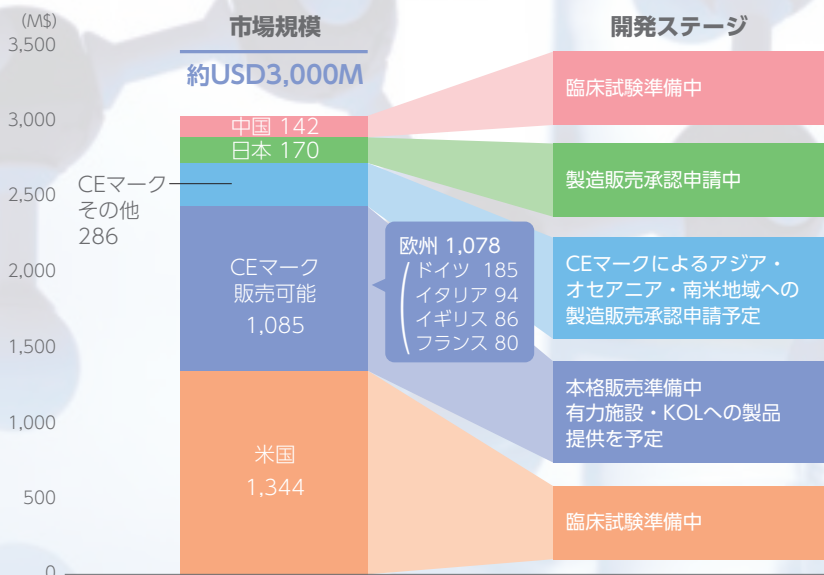 (M$)
3,500
3,000
2,500
2,000
1,500
1,000
500
0
市場規模
約USD3,000M
中国 142
日本 170
CEマーク
その他
286
CEマーク
販売可能
1,085
欧州 1,078
ドイツ 185
イタリア 94
イギリス 86
フランス 80
米国
1,344
開発ステージ
臨床試験準備中
製造販売承認申請中
CEマークによるアジア・
オセアニア・南米地域への
製造販売承認申請予定
本格販売準備中
有力施設・KOLへの製品
提供を予定
臨床試験準備中